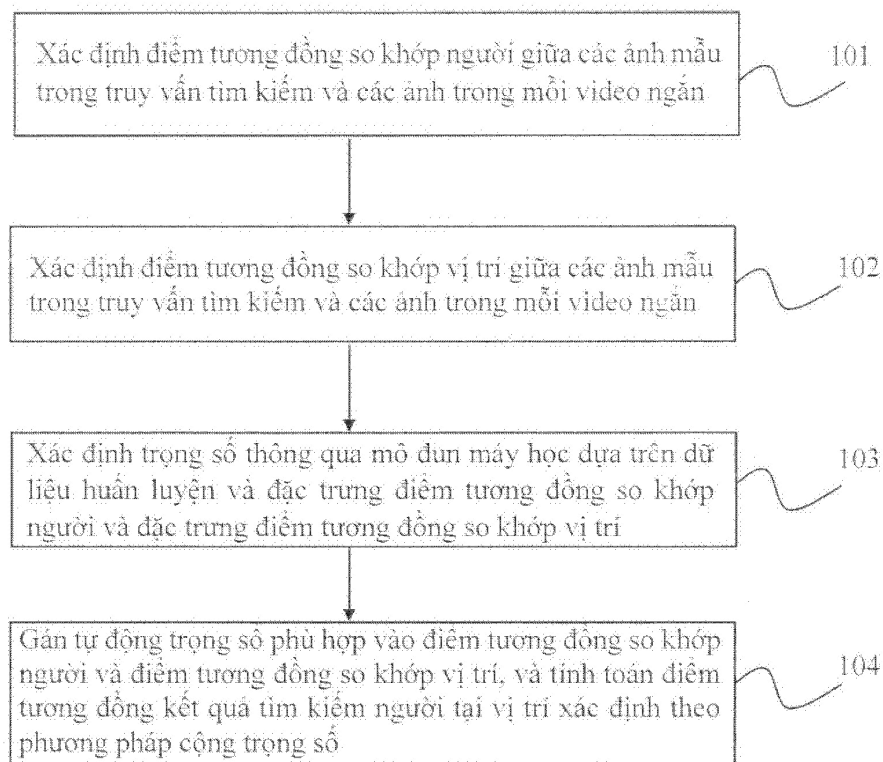 Xác định điểm tương đồng so khớp người giữa các ảnh mẫu
trong truy vấn tìm kiếm và các ảnh trong mỗi video ngắn
101
Xác định điểm tương đồng so khớp vị trí giữa các ảnh mẫu
trong truy vấn tìm kiếm và các ảnh trong mỗi video ngắn
102
Xác định trọng số thông qua mô đun máy học dựa trên dữ
liệu huấn luyện và đặc trưng điểm tương đồng so khớp
người và đặc trưng điểm tương đồng so khớp vị trí
103
Gán tự động trọng số phù hợp vào điểm tương đồng so khớp
người và điểm tương đồng so khớp vị trí, và tính toán điểm
tương đồng kết quả tìm kiếm người tại vị trí xác định theo
phương pháp cộng trọng số
104